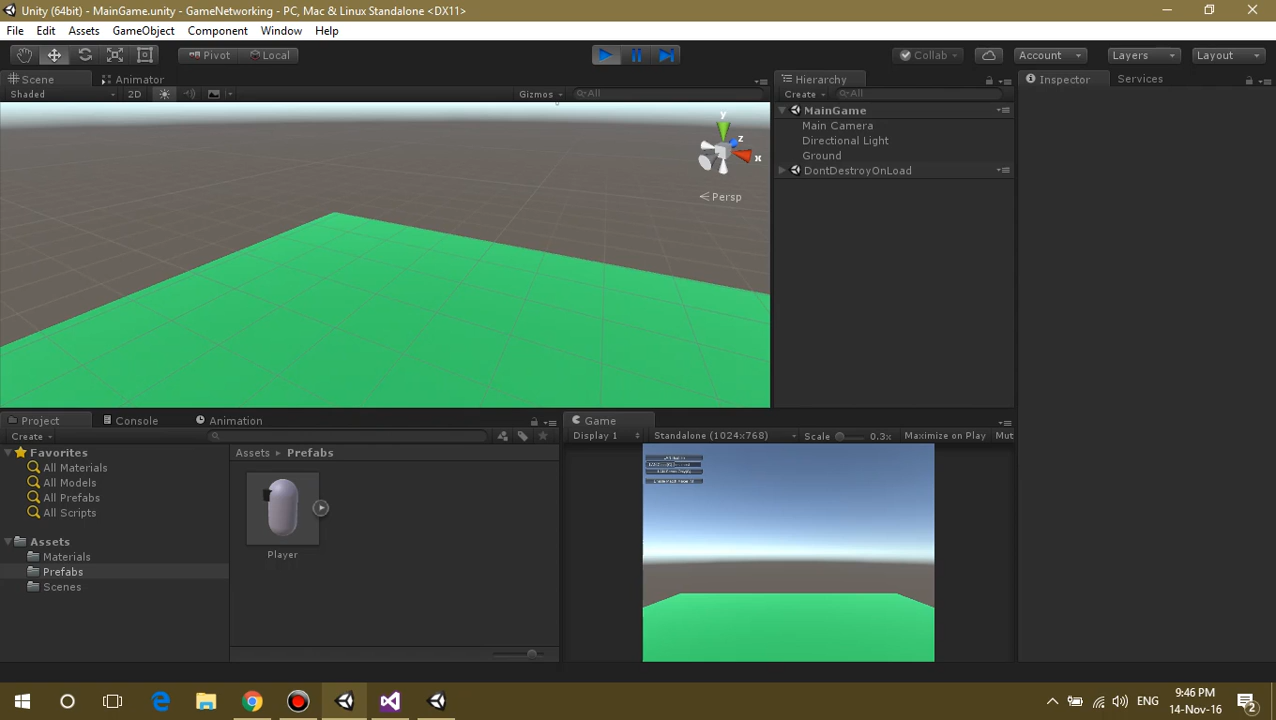 Unity (64bit) - MainGame.unity - GameNetworking - PC, Mac & Linux Standalone <DX11>
File Edit Assets GameObject Component Window Help
Pivot Local Collab Account Layers Layout
Scene Animator Hierarchy Inspector Services
Shaded 2D Gizmos All Create All
MainGame
y
Main Camera
z
Directional Light
x
Ground
DontDestroyOnLoad
Persp
Project Console Animation Game
Create Display 1 Standalone (1024x768) Scale 0.3x Maximize on Play Mut
Favorites Assets Prefabs
All Materials
All Models
All Prefabs
All Scripts
Assets
Player
Materials
Prefabs
Scenes
ENG
9:46 PM
14-Nov-16
2